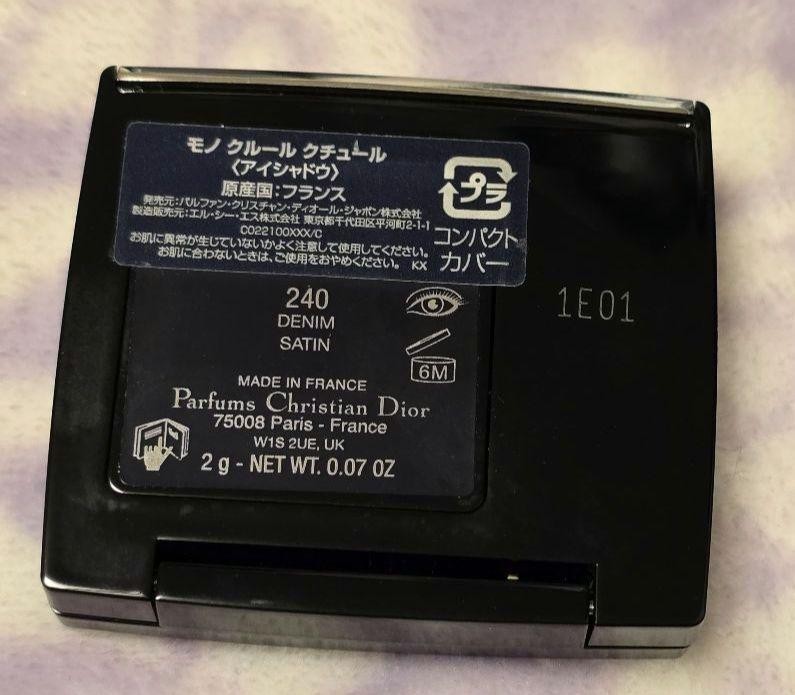 モノ クルール クチュール
〈アイシャドウ〉
原産国：フランス
発売元：パルファン・クリスチャン・ディオール・ジャポン株式会社
製造販売元：エル・シー・エス株式会社 東京都千代田区平河町2-1-1
C022100XXX/C
お肌に異常が生じていないかよく注意して使用してください。
お肌に合わないときは、ご使用をおやめください。 KX
プラ
コンパクト
カバー
240
DENIM
SATIN
6M
MADE IN FRANCE
Parfums Christian Dior
75008 Paris - France
W1S 2UE, UK
2 g - NET WT. 0.07 OZ
1E01